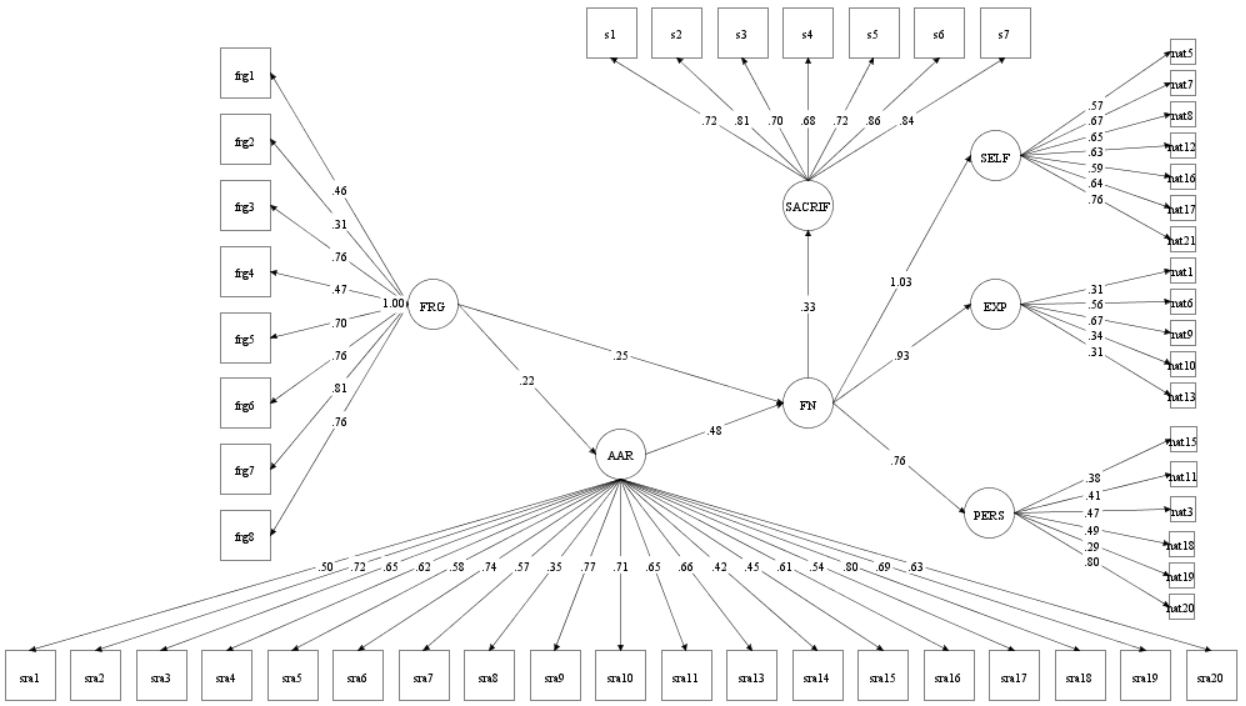 s1 s2 s3 s4 s5 s6 s7
.72 .81 .70 .68 .72 .86 .84
SACRIF
frg1
frg2
frg3
frg4
frg5
frg6
frg7
frg8
.46
.31
.76
.47
1.00
.70
.76
.81
.76
FRG
.25
.22
.33
FN
.48
AAR
1.03
.93
.76
SELF
.57
.67
.65
.63
.59
.64
.76
nat5
nat7
nat8
nat12
nat16
nat17
nat21
EXP
.31
.56
.67
.34
.31
nat1
nat6
nat9
nat10
nat13
PERS
.38
.41
.47
.49
.29
.80
nat15
nat11
nat3
nat18
nat19
nat20
.50 .72 .65 .62 .58 .74 .57 .35 .77 .71 .65 .66 .42 .45 .61 .54 .80 .69 .63
sra1 sra2 sra3 sra4 sra5 sra6 sra7 sra8 sra9 sra10 sra11 sra13 sra14 sra15 sra16 sra17 sra18 sra19 sra20